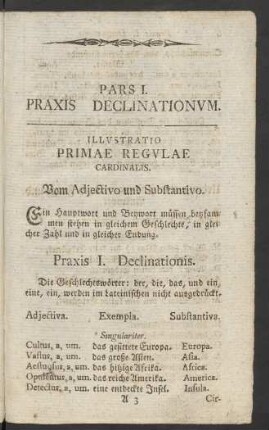 PARS I.
PRAXIS DECLINATIONVM.
ILLVSTRATIO
PRIMAE REGVLAE
CARDINALIS.
Vom Adjectivo und Substantivo.
Ein Hauptwort und Beywort müssen beysam-
men stehen in gleichem Geschlechte, in glei-
cher Zahl und in gleicher Endung.
Praxis I. Declinationis.
Die Geschlechtswörter: der, die, das, und ein,
eine, ein, werden im Lateinischen nicht ausgedrückt.
Adjectiva. Exempla. Substantiva.
Singulariter.
Cultus, a, um. das gesittete Europa. Europa.
Vastus, a, um. das große Asien. Asia.
Aestuosus, a, um. das hitzige Afrika. Africa.
Opulentus, a, um. das reiche Amerika. America.
Detectus, a, um. eine entdeckte Insel. Insula.
A 3 Cir-